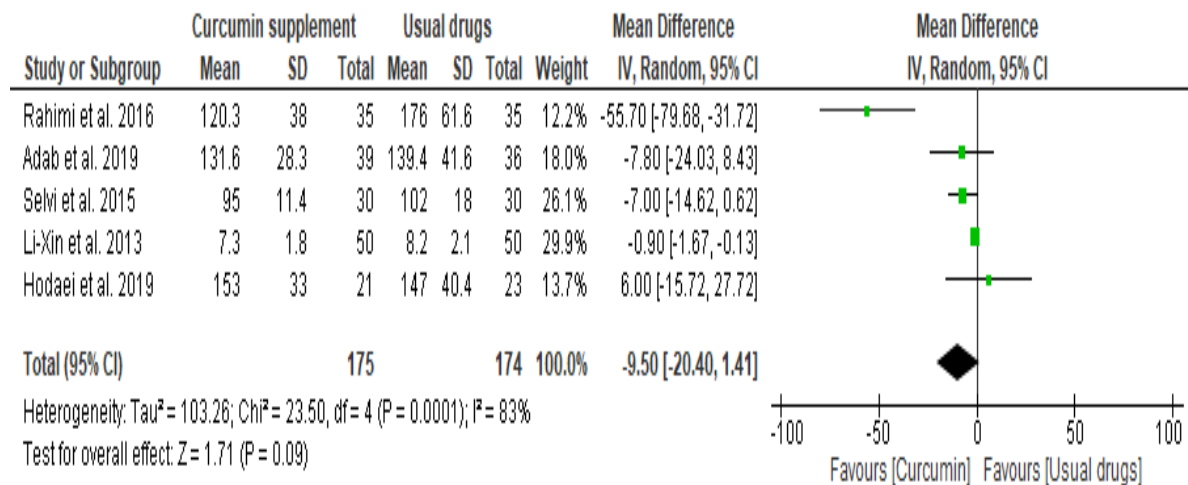 Curcumin supplement Usual drugs Mean Difference Mean Difference
Study or Subgroup Mean SD Total Mean SD Total Weight IV, Random, 95% CI IV, Random, 95% CI
Rahimi et al. 2016 120.3 38 35 176 61.6 35 12.2% -55.70 [-79.68, -31.72]
Adab et al. 2019 131.6 28.3 39 139.4 41.6 36 18.0% -7.80 [-24.03, 8.43]
Selvi et al. 2015 95 11.4 30 102 18 30 26.1% -7.00 [-14.62, 0.62]
Li-Xin et al. 2013 7.3 1.8 50 8.2 2.1 50 29.9% -0.90 [-1.67, -0.13]
Hodaei et al. 2019 153 33 21 147 40.4 23 13.7% 6.00 [-15.72, 27.72]
Total (95% CI) 175 174 100.0% -9.50 [-20.40, 1.41]
Heterogeneity: Tau² = 103.26; Chi² = 23.50, df = 4 (P = 0.0001); I² = 83%
Test for overall effect: Z = 1.71 (P = 0.09)
-100 -50 0 50 100
Favours [Curcumin] Favours [Usual drugs]